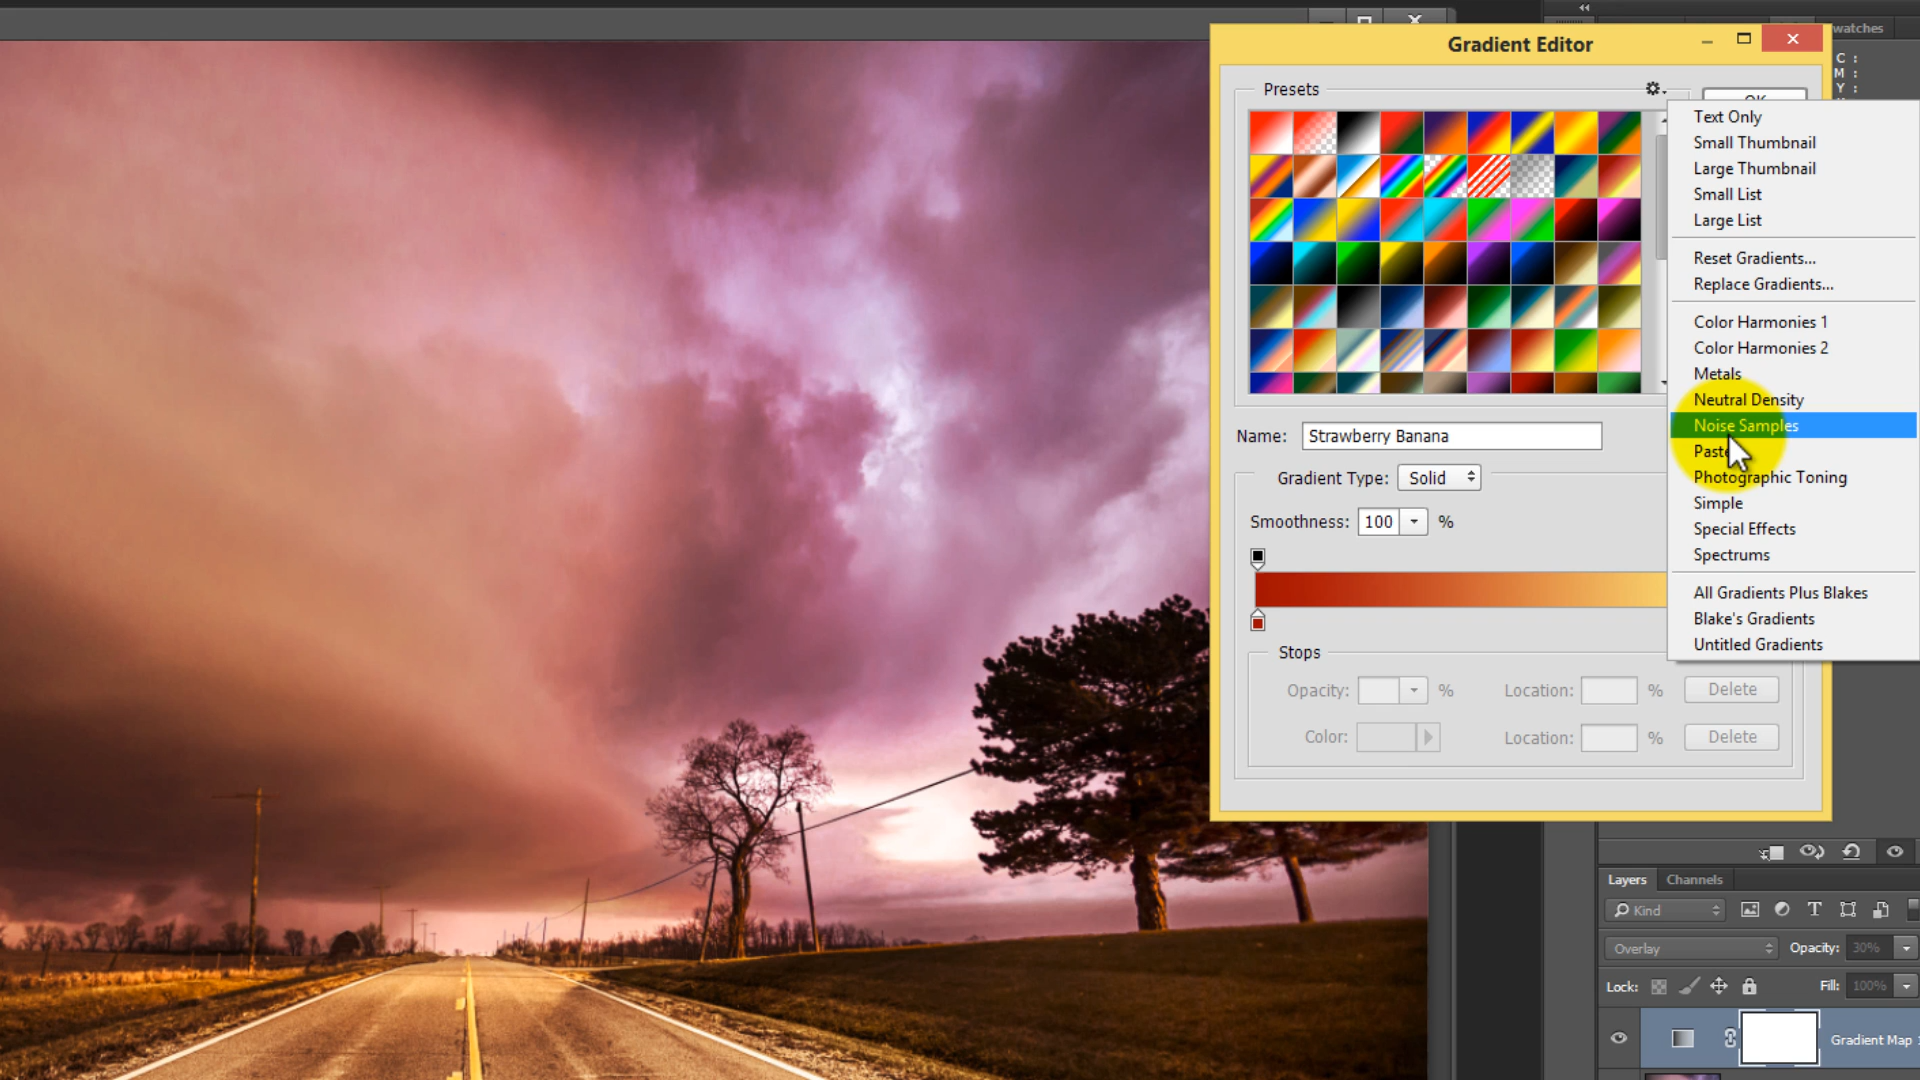 Gradient Editor
watches
C :
M :
Y :
Presets
Text Only
Small Thumbnail
Large Thumbnail
Small List
Large List
Reset Gradients...
Replace Gradients...
Color Harmonies 1
Color Harmonies 2
Metals
Neutral Density
Noise Samples
Paste
Photographic Toning
Simple
Special Effects
Spectrums
All Gradients Plus Blakes
Blake's Gradients
Untitled Gradients
Name: Strawberry Banana
Gradient Type: Solid
Smoothness: 100 %
Stops
Opacity: % Location: % Delete
Color: Location: % Delete
Layers Channels
Kind
Overlay Opacity: 30%
Lock: Fill: 100%
Gradient Map 1